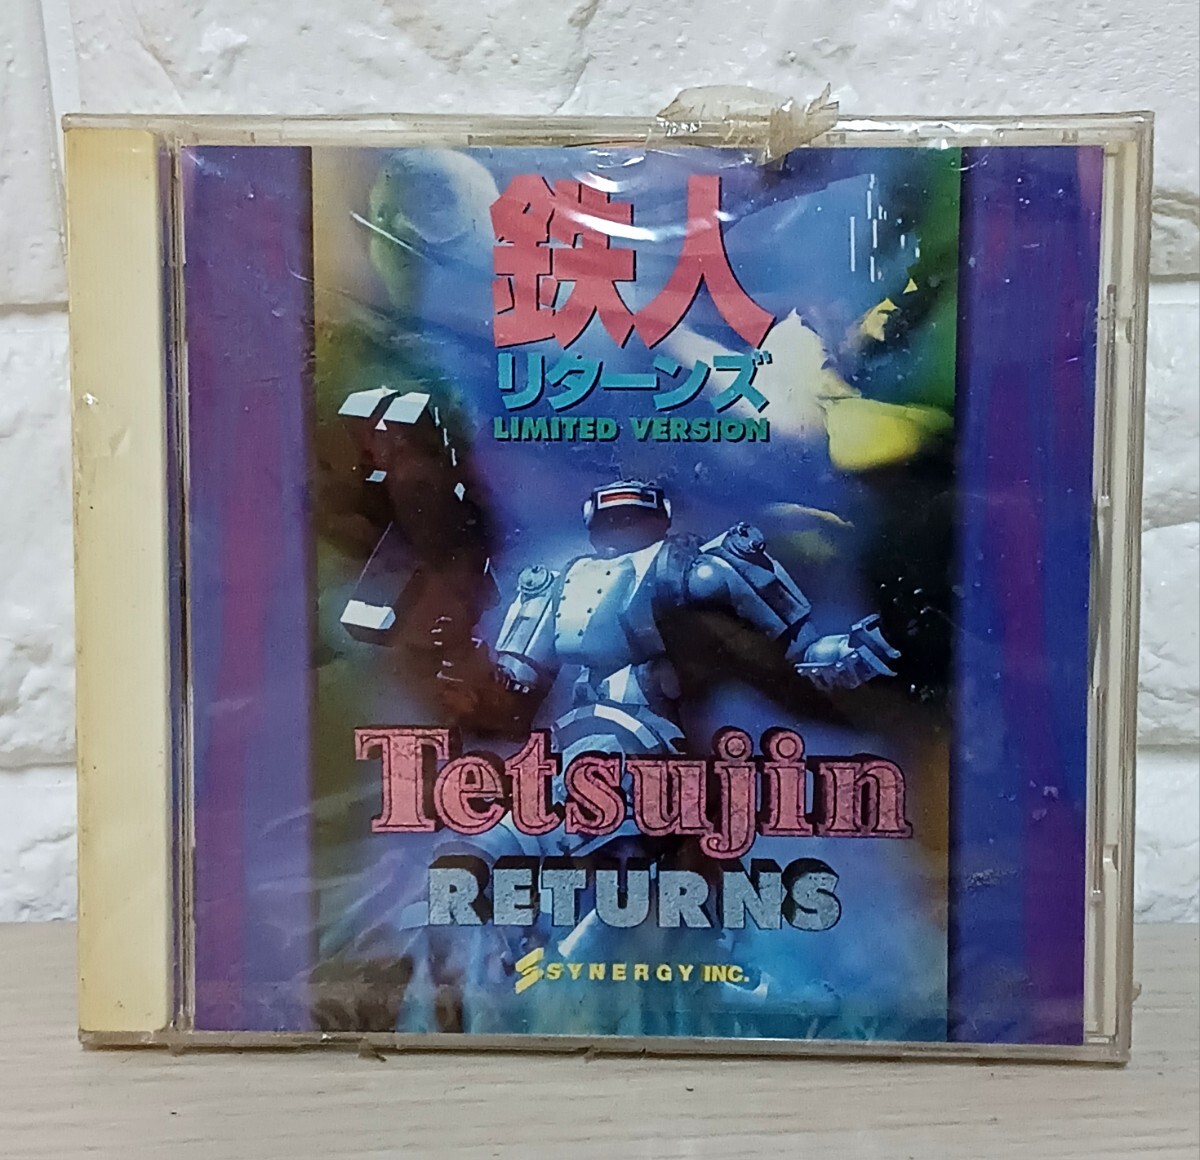 鉄人
リターンズ
LIMITED VERSION
Tetsujin
RETURNS
SYNERGY INC.